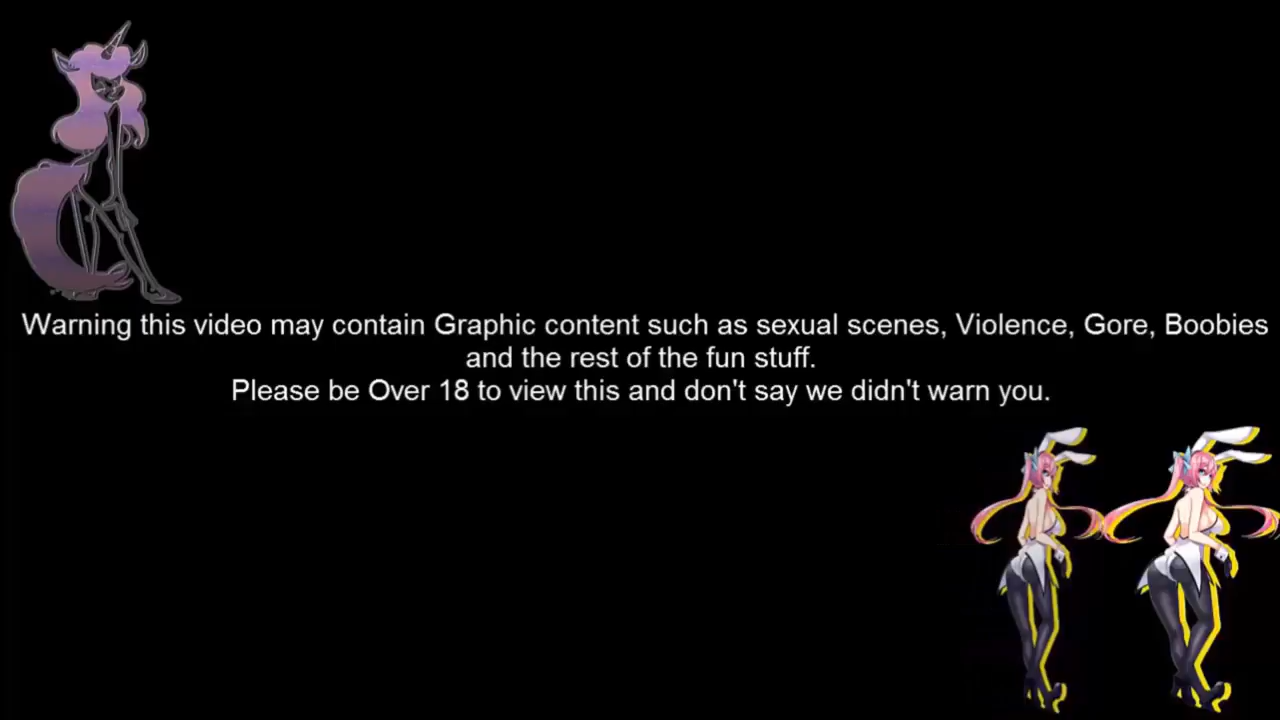 Warning this video may contain Graphic content such as sexual scenes, Violence, Gore, Boobies
and the rest of the fun stuff.
Please be Over 18 to view this and don't say we didn't warn you.